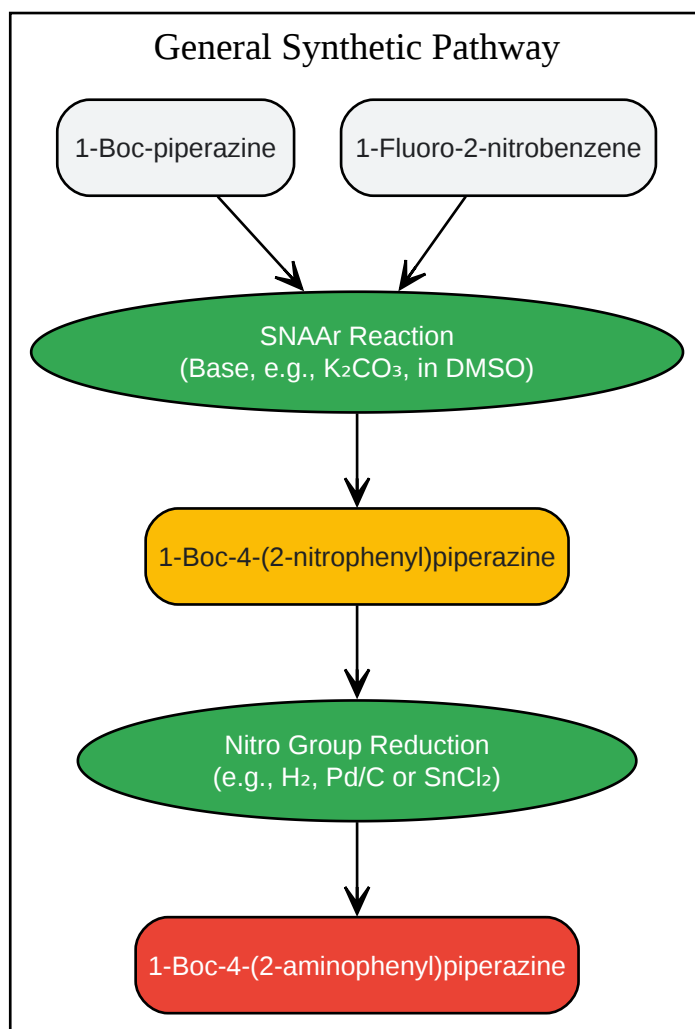 General Synthetic Pathway
1-Boc-piperazine
1-Fluoro-2-nitrobenzene
SNAAr Reaction
(Base, e.g., K₂CO₃, in DMSO)
1-Boc-4-(2-nitrophenyl)piperazine
Nitro Group Reduction
(e.g., H₂, Pd/C or SnCl₂)
1-Boc-4-(2-aminophenyl)piperazine